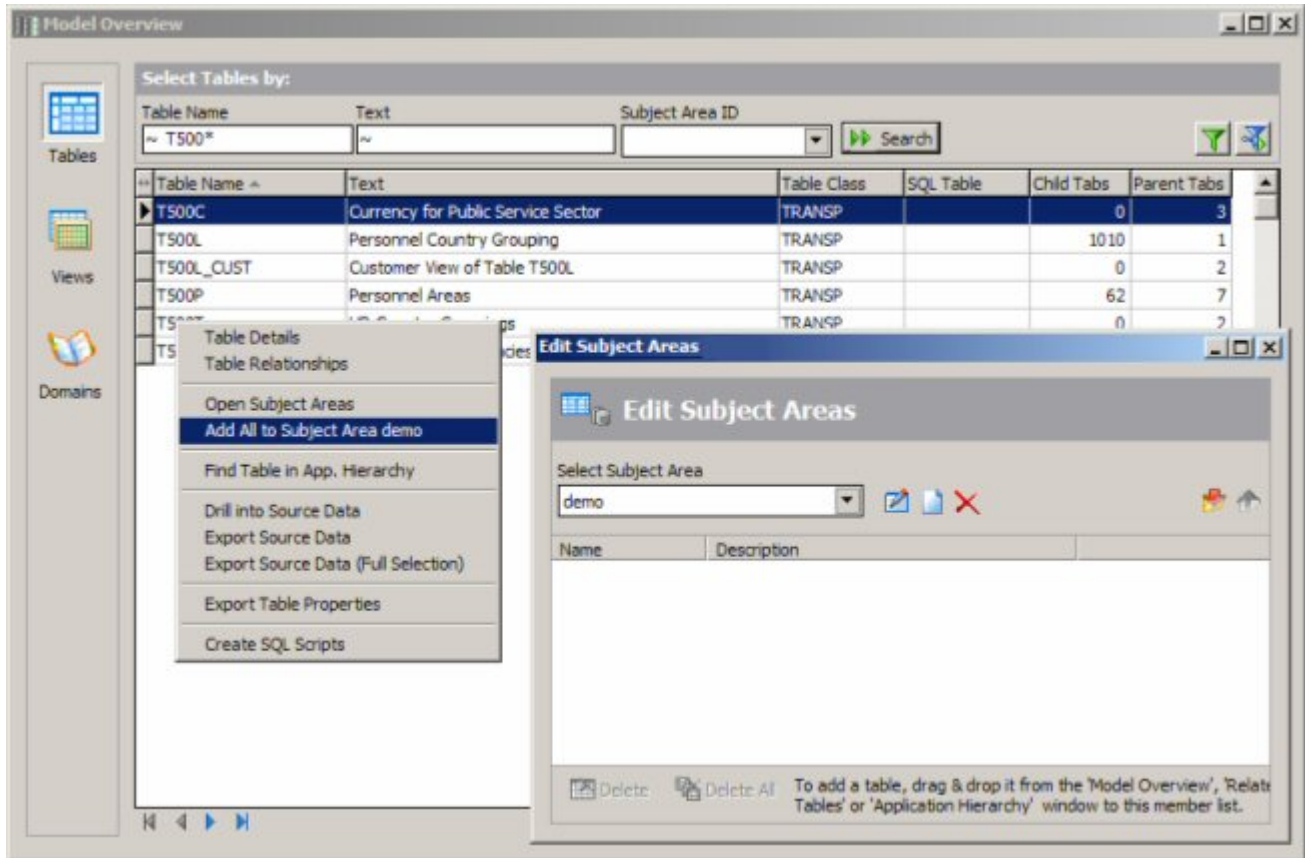 Model Overview
Select Tables by:
Table Name Text Subject Area ID
~ T500* ~ Search
Tables
Table Name Text Table Class SQL Table Child Tabs Parent Tabs
T500C Currency for Public Service Sector TRANSP 0 3
T500L Personnel Country Grouping TRANSP 1010 1
T500L_CUST Customer View of Table T500L TRANSP 0 2
Views
T500P Personnel Areas TRANSP 62 7
TRANSP 0 2
Domains
Table Details
Table Relationships
Open Subject Areas
Add All to Subject Area demo
Find Table in App. Hierarchy
Drill into Source Data
Export Source Data
Export Source Data (Full Selection)
Export Table Properties
Create SQL Scripts
Edit Subject Areas
Edit Subject Areas
Select Subject Area
demo
Name Description
Delete Delete All To add a table, drag & drop it from the 'Model Overview', 'Relate
Tables' or 'Application Hierarchy' window to this member list.